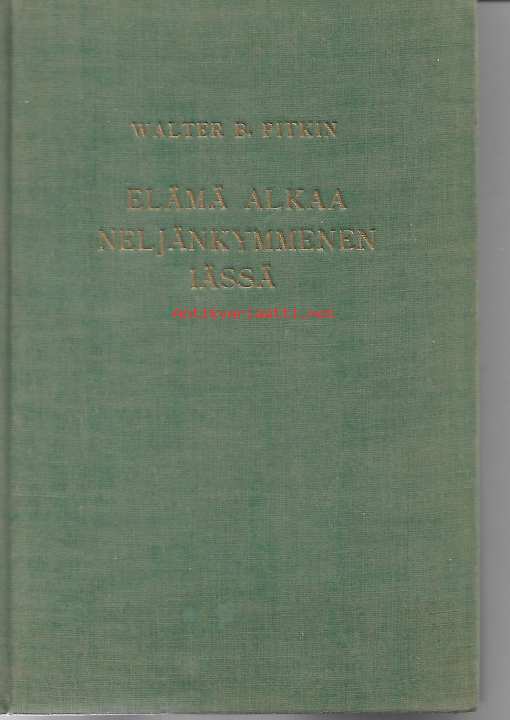 WALTER B. PITKIN
ELÄMÄ ALKAA
NELJÄNKYMMENEN
IÄSSÄ
antikvariaatti.net